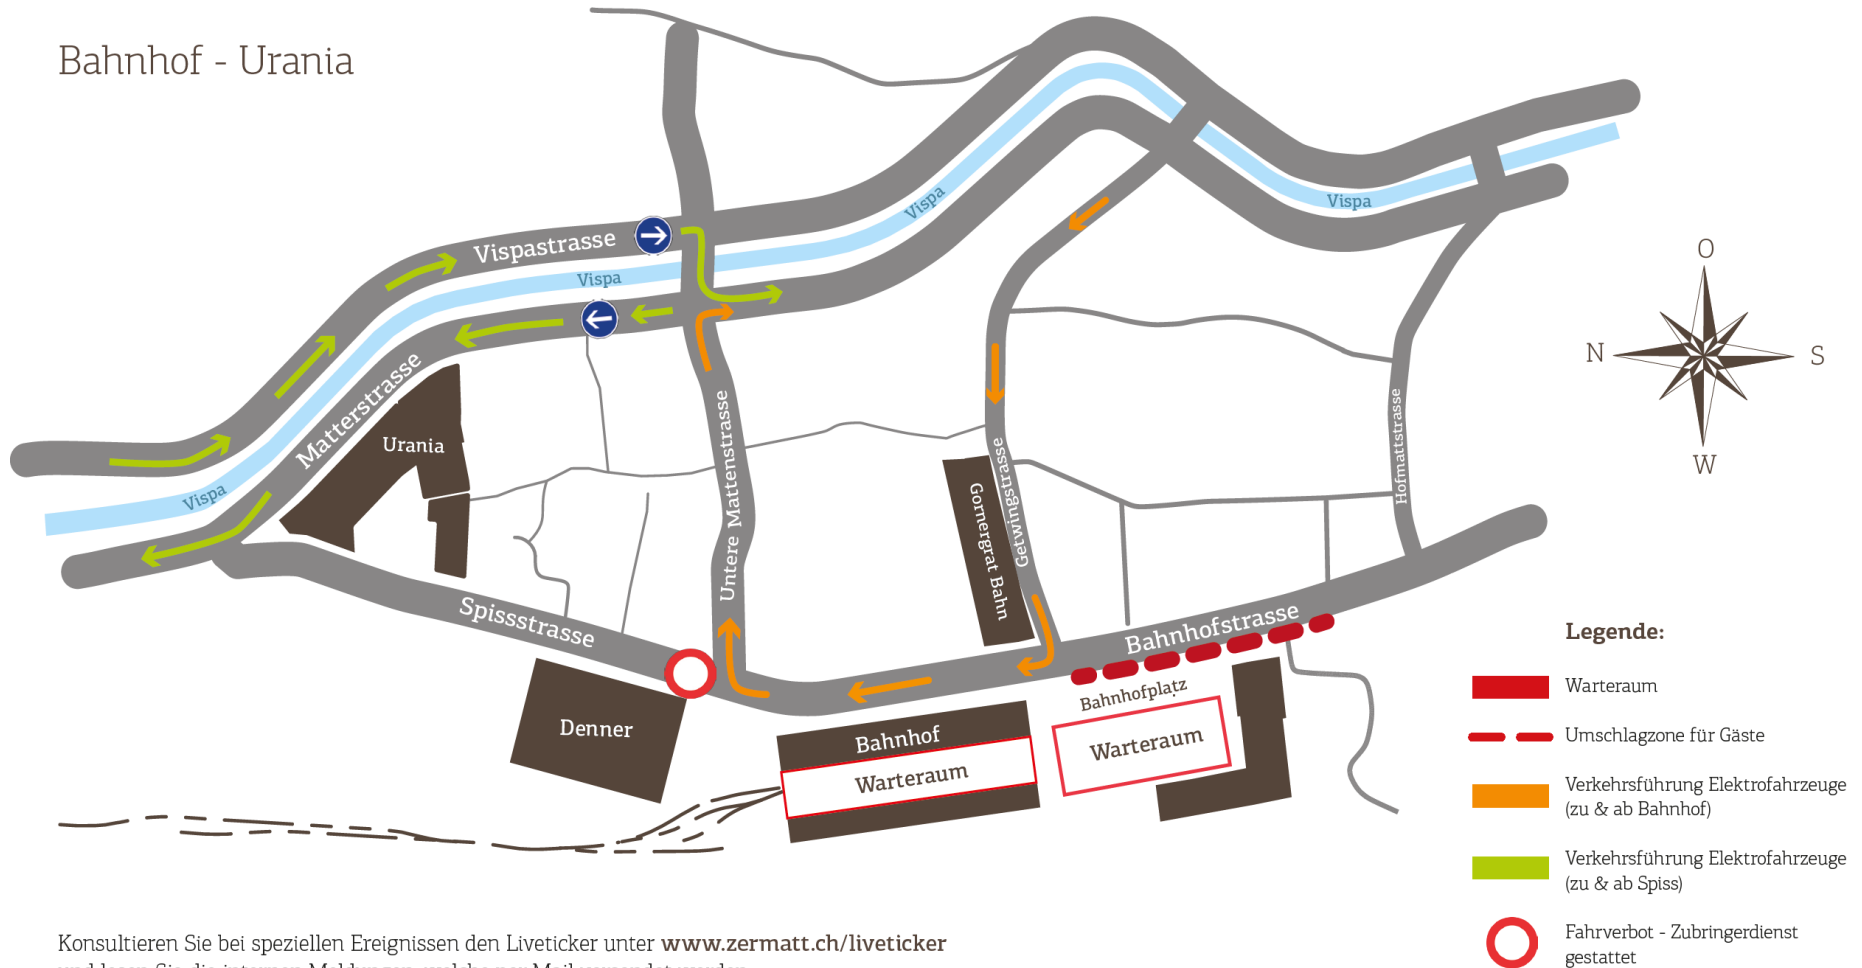 Bahnhof - Urania
Vispastrasse
Vispa
Vispa
Vispa
Vispa
Matterstrasse
Urania
Untere Mattenstrasse
Spissstrasse
Denner
Gornergrat Bahn
Getwingstrasse
Hofmattstrasse
Bahnhofstrasse
Bahnhofplatz
Bahnhof
Warteraum
Warteraum
O
N
S
W
Legende:
Warteraum
Umschlagzone für Gäste
Verkehrsführung Elektrofahrzeuge
(zu & ab Bahnhof)
Verkehrsführung Elektrofahrzeuge
(zu & ab Spiss)
Fahrverbot - Zubringerdienst
gestattet
Konsultieren Sie bei speziellen Ereignissen den Liveticker unter www.zermatt.ch/liveticker